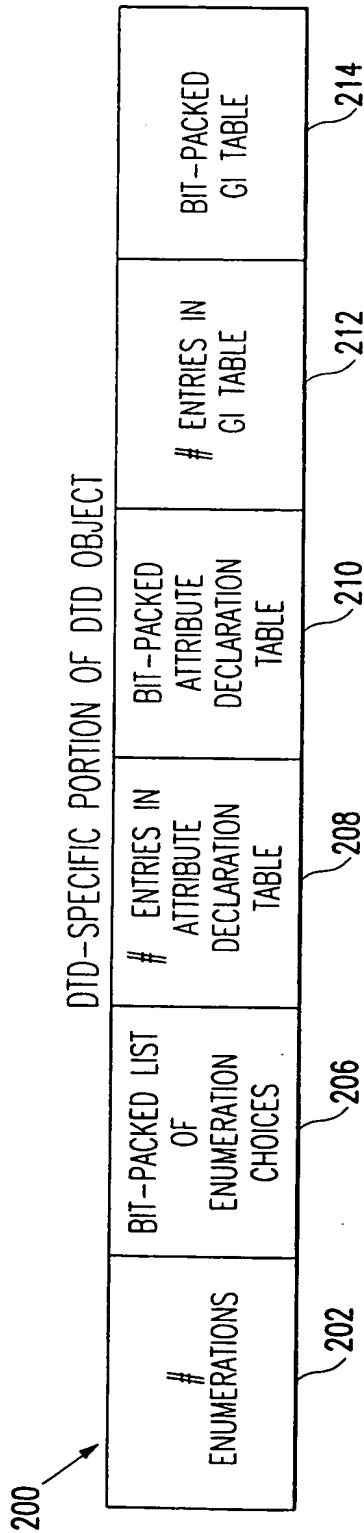 DTD-SPECIFIC PORTION OF DTD OBJECT
200
#
ENUMERATIONS
202
BIT-PACKED LIST
OF
ENUMERATION
CHOICES
206
# ENTRIES IN
ATTRIBUTE
DECLARATION
TABLE
208
BIT-PACKED
ATTRIBUTE
DECLARATION
TABLE
210
# ENTRIES IN
GI TABLE
212
BIT-PACKED
GI TABLE
214